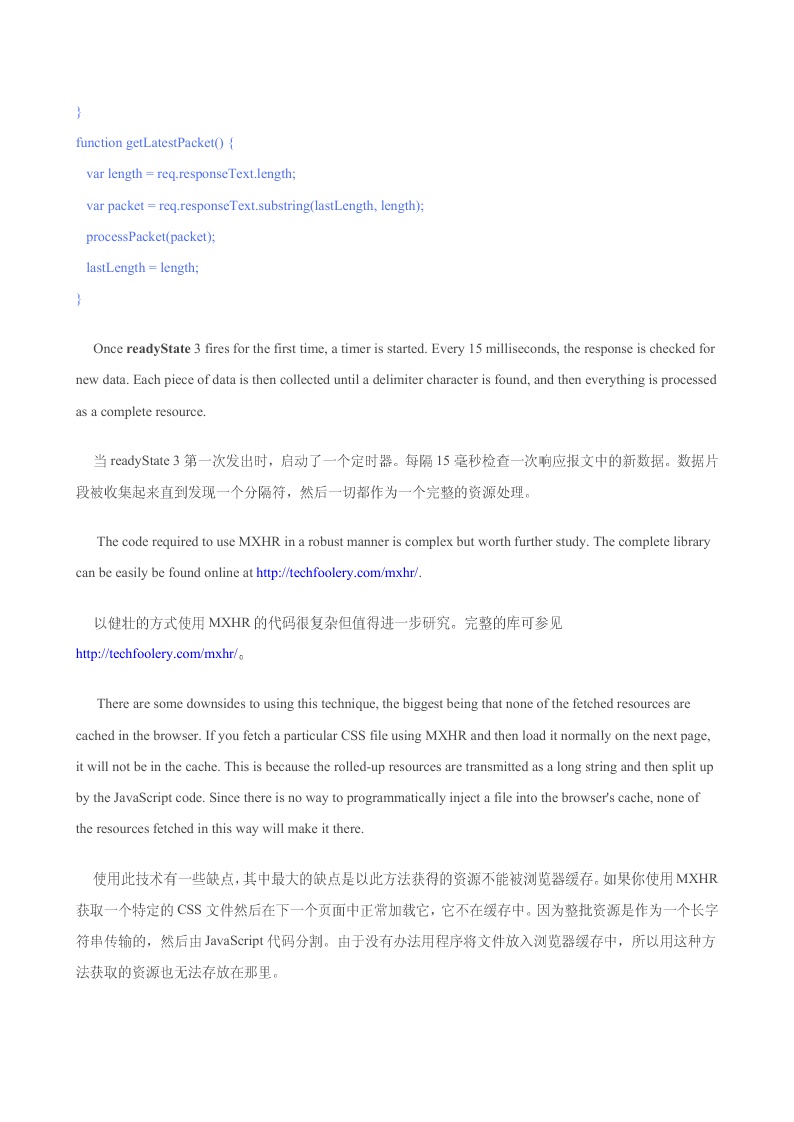 }
function getLatestPacket() {
var length = req.responseText.length;
var packet = req.responseText.substring(lastLength, length);
processPacket(packet);
lastLength = length;
}
Once readyState 3 fires for the first time, a timer is started. Every 15 milliseconds, the response is checked for
new data. Each piece of data is then collected until a delimiter character is found, and then everything is processed
as a complete resource.
当 readyState 3 第一次发出时，启动了一个定时器。每隔 15 毫秒检查一次响应报文中的新数据。数据片
段被收集起来直到发现一个分隔符，然后一切都作为一个完整的资源处理。
The code required to use MXHR in a robust manner is complex but worth further study. The complete library
can be easily be found online at http://techfoolery.com/mxhr/.
以健壮的方式使用 MXHR 的代码很复杂但值得进一步研究。完整的库可参见
http://techfoolery.com/mxhr/。
There are some downsides to using this technique, the biggest being that none of the fetched resources are
cached in the browser. If you fetch a particular CSS file using MXHR and then load it normally on the next page,
it will not be in the cache. This is because the rolled-up resources are transmitted as a long string and then split up
by the JavaScript code. Since there is no way to programmatically inject a file into the browser's cache, none of
the resources fetched in this way will make it there.
使用此技术有一些缺点，其中最大的缺点是以此方法获得的资源不能被浏览器缓存。如果你使用 MXHR
获取一个特定的 CSS 文件然后在下一个页面中正常加载它，它不在缓存中。因为整批资源是作为一个长字
符串传输的，然后由 JavaScript 代码分割。由于没有办法用程序将文件放入浏览器缓存中，所以用这种方
法获取的资源也无法存放在那里。